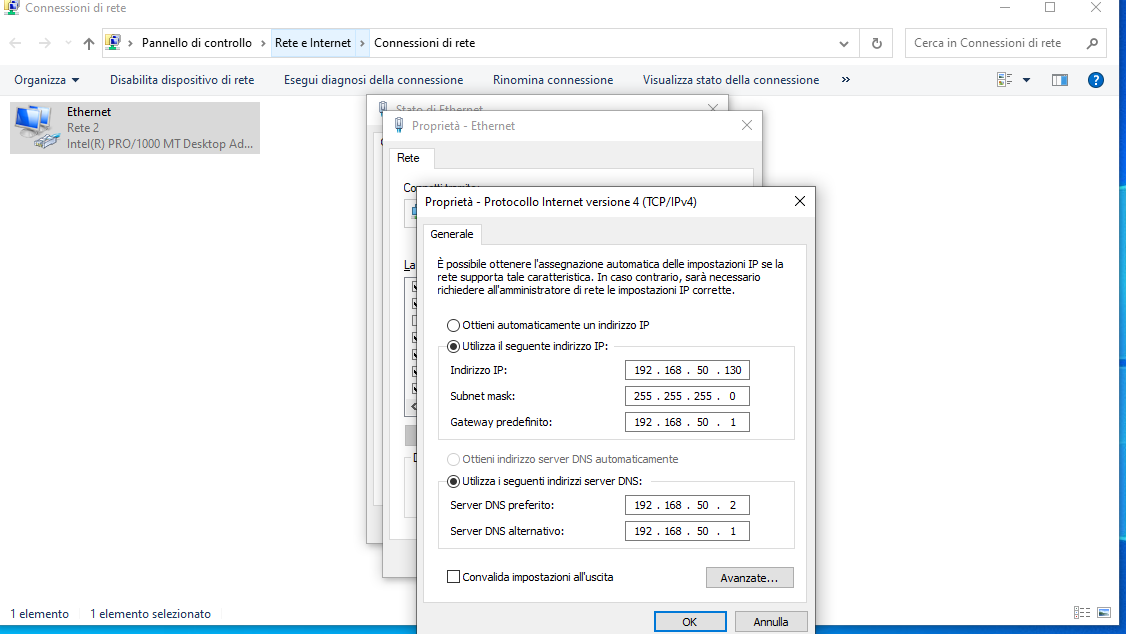 Connessioni di rete
Pannello di controllo > Rete e Internet > Connessioni di rete
Cerca in Connessioni di rete
Organizza
Disabilita dispositivo di rete
Esegui diagnosi della connessione
Rinomina connessione
Visualizza stato della connessione
»
Ethernet
Rete 2
Intel(R) PRO/1000 MT Desktop Ad...
Stato di Ethernet
Proprietà - Ethernet
Rete
Proprietà - Protocollo Internet versione 4 (TCP/IPv4)
Generale
È possibile ottenere l'assegnazione automatica delle impostazioni IP se la
rete supporta tale caratteristica. In caso contrario, sarà necessario
richiedere all'amministratore di rete le impostazioni IP corrette.
Ottieni automaticamente un indirizzo IP
Utilizza il seguente indirizzo IP:
Indirizzo IP: 192 . 168 . 50 . 130
Subnet mask: 255 . 255 . 255 . 0
Gateway predefinito: 192 . 168 . 50 . 1
Ottieni indirizzo server DNS automaticamente
Utilizza i seguenti indirizzi server DNS:
Server DNS preferito: 192 . 168 . 50 . 2
Server DNS alternativo: 192 . 168 . 50 . 1
Convalida impostazioni all'uscita
Avanzate...
OK
Annulla
1 elemento
1 elemento selezionato